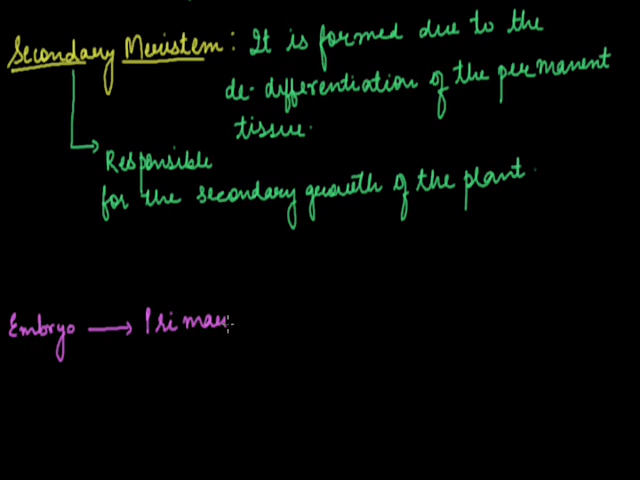 Secondary Meristem : It is formed due to the
de-differentiation of the permanent
tissue.
Responsible
for the secondary growth of the plant.
Embryo → Primar